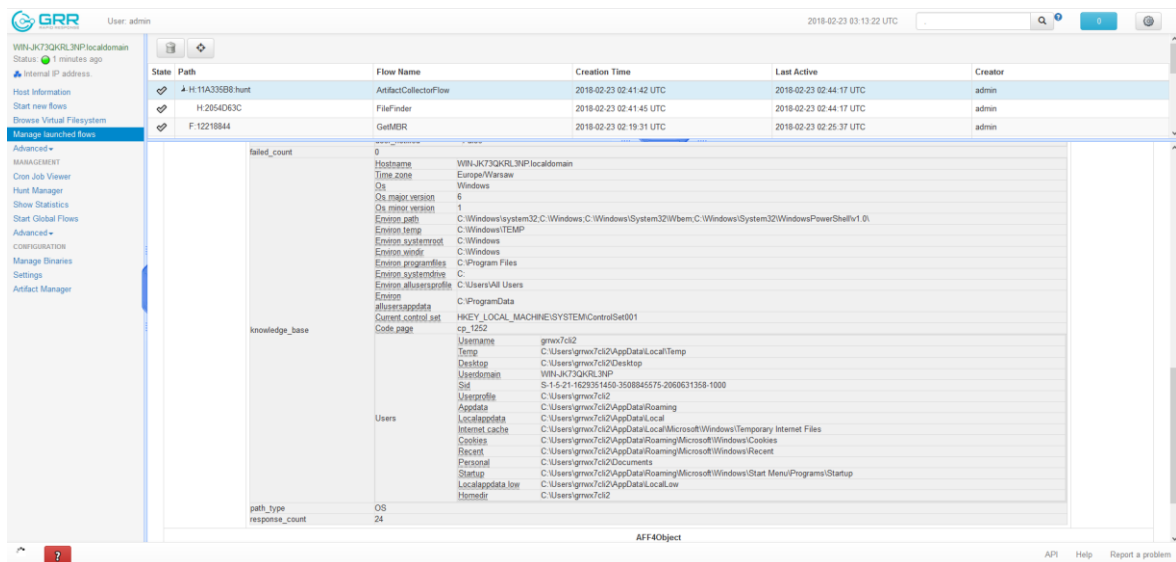 GRR
RAPID RESPONSE
User: admin
2018-02-23 03:13:22 UTC
0
WIN-JK73QKRL3NP.localdomain
Status: 1 minutes ago
Internal IP address.
Host Information
Start new flows
Browse Virtual Filesystem
Manage launched flows
Advanced
MANAGEMENT
Cron Job Viewer
Hunt Manager
Show Statistics
Start Global Flows
Advanced
CONFIGURATION
Manage Binaries
Settings
Artifact Manager
State Path Flow Name Creation Time Last Active Creator
H:11A335B8:hunt ArtifactCollectorFlow 2018-02-23 02:41:42 UTC 2018-02-23 02:44:17 UTC admin
H:2054D63C FileFinder 2018-02-23 02:41:45 UTC 2018-02-23 02:44:17 UTC admin
F:12218844 GetMBR 2018-02-23 02:19:31 UTC 2018-02-23 02:25:37 UTC admin
failed_count 0
knowledge_base
Hostname WIN-JK73QKRL3NP.localdomain
Time zone Europe/Warsaw
Os Windows
Os major version 6
Os minor version 1
Environ path C:\Windows\system32;C:\Windows;C:\Windows\System32\Wbem;C:\Windows\System32\WindowsPowerShell\v1.0\
Environ temp C:\Windows\TEMP
Environ systemroot C:\Windows
Environ windir C:\Windows
Environ programfiles C:\Program Files
Environ systemdrive C:
Environ allusersprofile C:\Users\All Users
Environ allusersappdata C:\ProgramData
Current control set HKEY_LOCAL_MACHINE\SYSTEM\ControlSet001
Code page cp_1252
Users
Username grrwx7cli2
Temp C:\Users\grrwx7cli2\AppData\Local\Temp
Desktop C:\Users\grrwx7cli2\Desktop
Userdomain WIN-JK73QKRL3NP
Sid S-1-5-21-1629351450-3508845575-2060631358-1000
Userprofile C:\Users\grrwx7cli2
Appdata C:\Users\grrwx7cli2\AppData\Roaming
Localappdata C:\Users\grrwx7cli2\AppData\Local
Internet cache C:\Users\grrwx7cli2\AppData\Local\Microsoft\Windows\Temporary Internet Files
Cookies C:\Users\grrwx7cli2\AppData\Roaming\Microsoft\Windows\Cookies
Recent C:\Users\grrwx7cli2\AppData\Roaming\Microsoft\Windows\Recent
Personal C:\Users\grrwx7cli2\Documents
Startup C:\Users\grrwx7cli2\AppData\Roaming\Microsoft\Windows\Start Menu\Programs\Startup
Localappdata low C:\Users\grrwx7cli2\AppData\LocalLow
Homedir C:\Users\grrwx7cli2
path_type OS
response_count 24
AFF4Object
?
API Help Report a problem